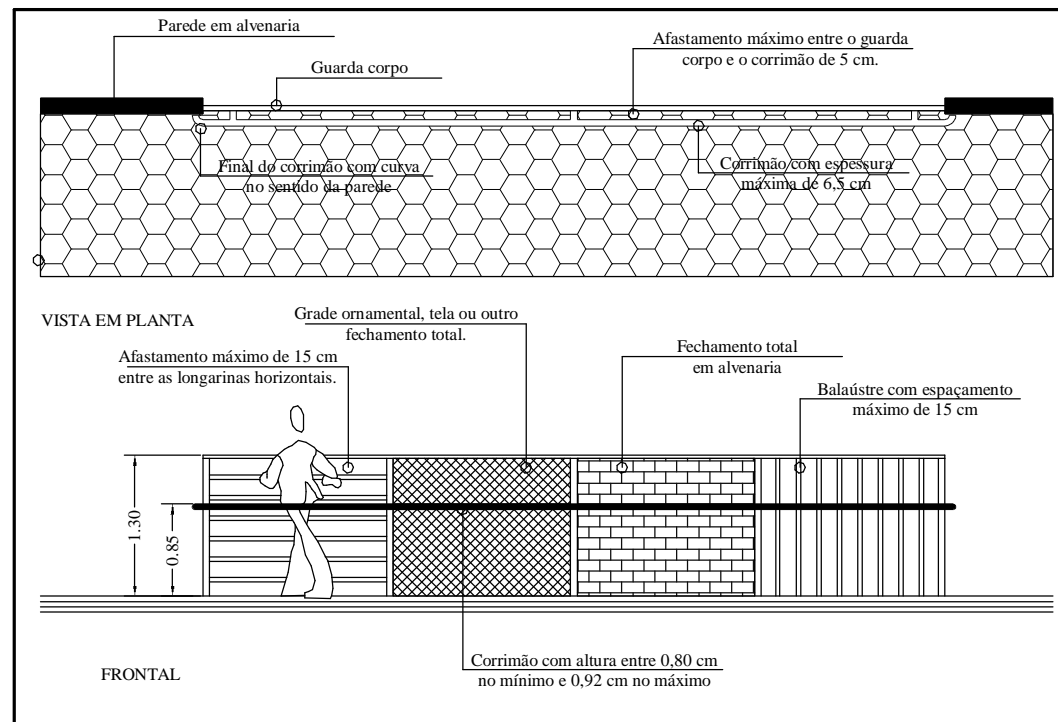 Parede em alvenaria
Guarda corpo
Afastamento máximo entre o guarda
corpo e o corrimão de 5 cm.
Final do corrimão com curva
no sentido da parede
Corrimão com espessura
máxima de 6,5 cm
VISTA EM PLANTA
Grade ornamental, tela ou outro
fechamento total.
Afastamento máximo de 15 cm
entre as longarinas horizontais.
Fechamento total
em alvenaria
Balaústre com espaçamento
máximo de 15 cm
1.30
0.85
Corrimão com altura entre 0,80 cm
no mínimo e 0,92 cm no máximo
FRONTAL